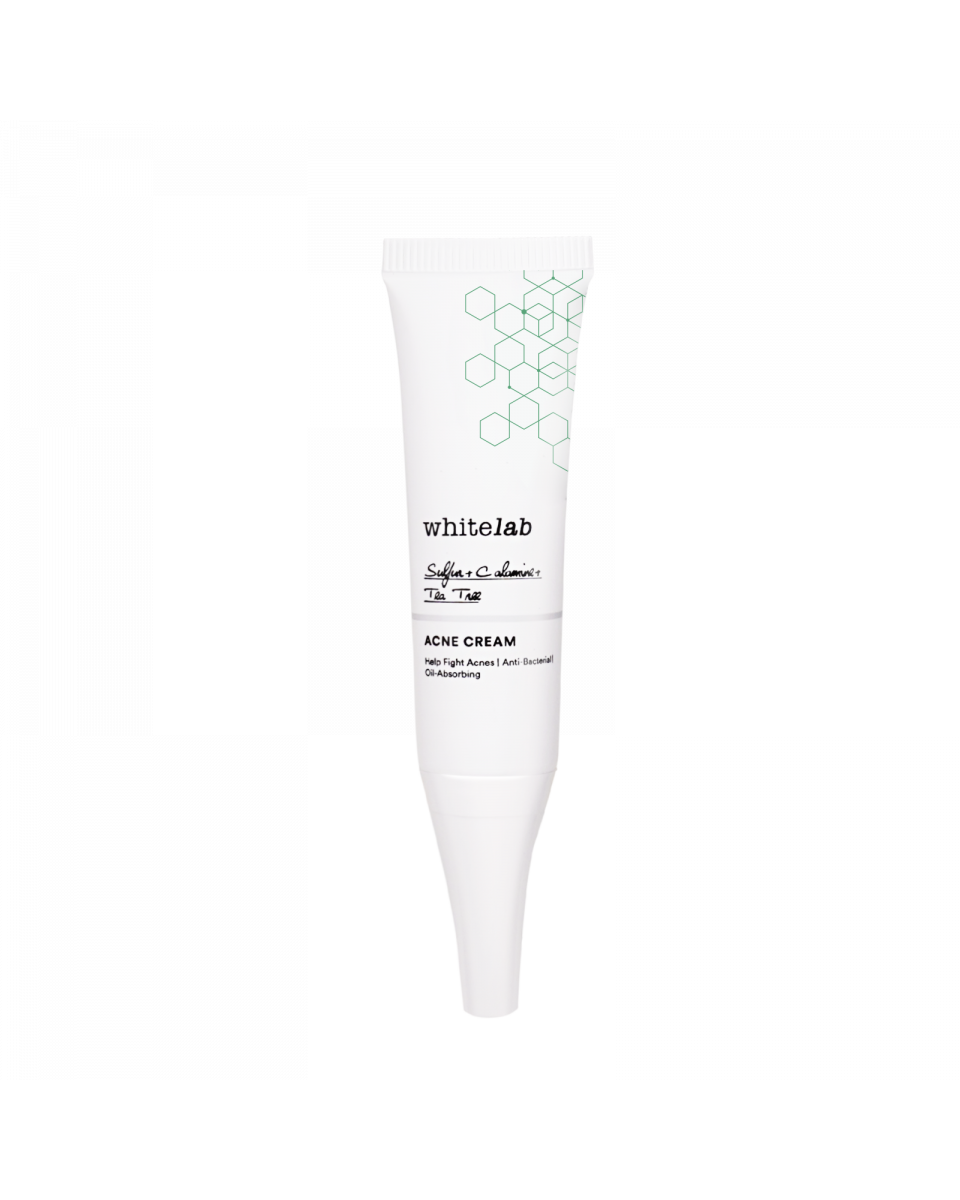 whitelab
Sulfur + Calamine +
Tea Tree
ACNE CREAM
Help Fight Acnes | Anti-Bacterial |
Oil-Absorbing